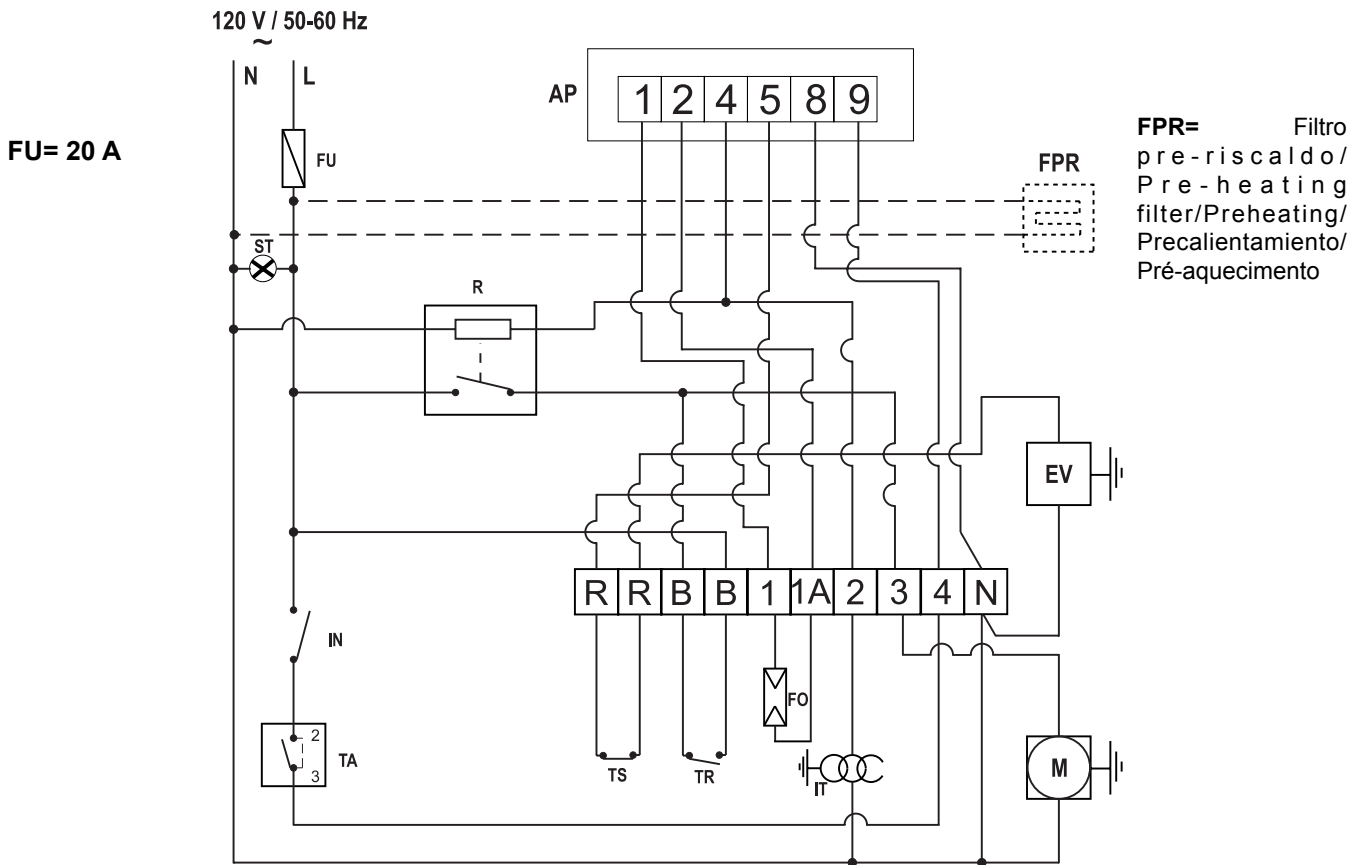 120 V / 50-60 Hz
~
N L
AP
1 2 4 5 8 9
FU= 20 A
FU
FPR
FPR= Filtro
pre-riscaldo/
Pre-heating
filter/Preheating/
Precalientamiento/
Pré-aquecimento
ST
R
EV
R R B B 1 1A 2 3 4 N
IN
FO
2
TA
3
TS
TR
IT
M